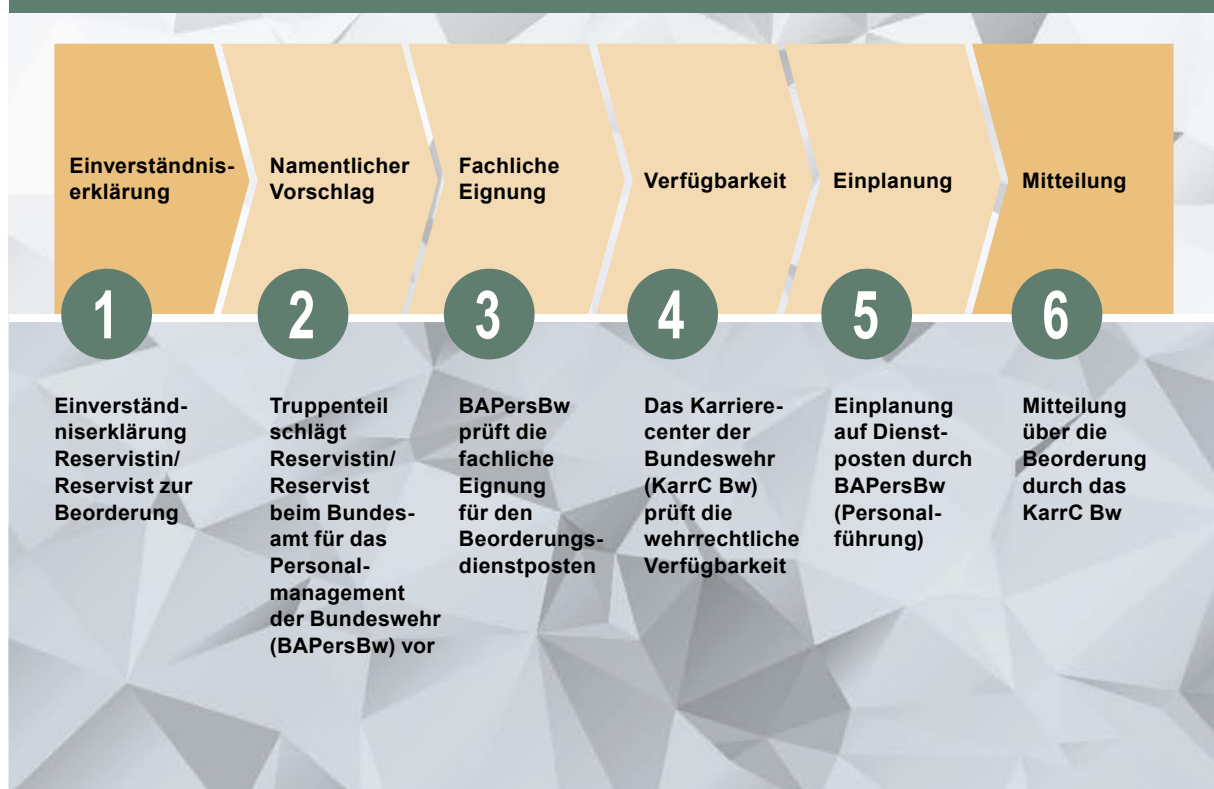 Einverständnis-
erklärung
Namentlicher
Vorschlag
Fachliche
Eignung
Verfügbarkeit
Einplanung
Mitteilung
1
2
3
4
5
6
Einverständ-
niserklärung
Reservistin/
Reservist zur
Beorderung
Truppenteil
schlägt
Reservistin/
Reservist
beim Bundes-
amt für das
Personal-
management
der Bundeswehr
(BAPersBw) vor
BAPersBw
prüft die
fachliche
Eignung
für den
Beorderungs-
dienstposten
Das Karriere-
center der
Bundeswehr
(KarrC Bw)
prüft die
wehrrechtliche
Verfügbarkeit
Einplanung
auf Dienst-
posten durch
BAPersBw
(Personal-
führung)
Mitteilung
über die
Beorderung
durch das
KarrC Bw